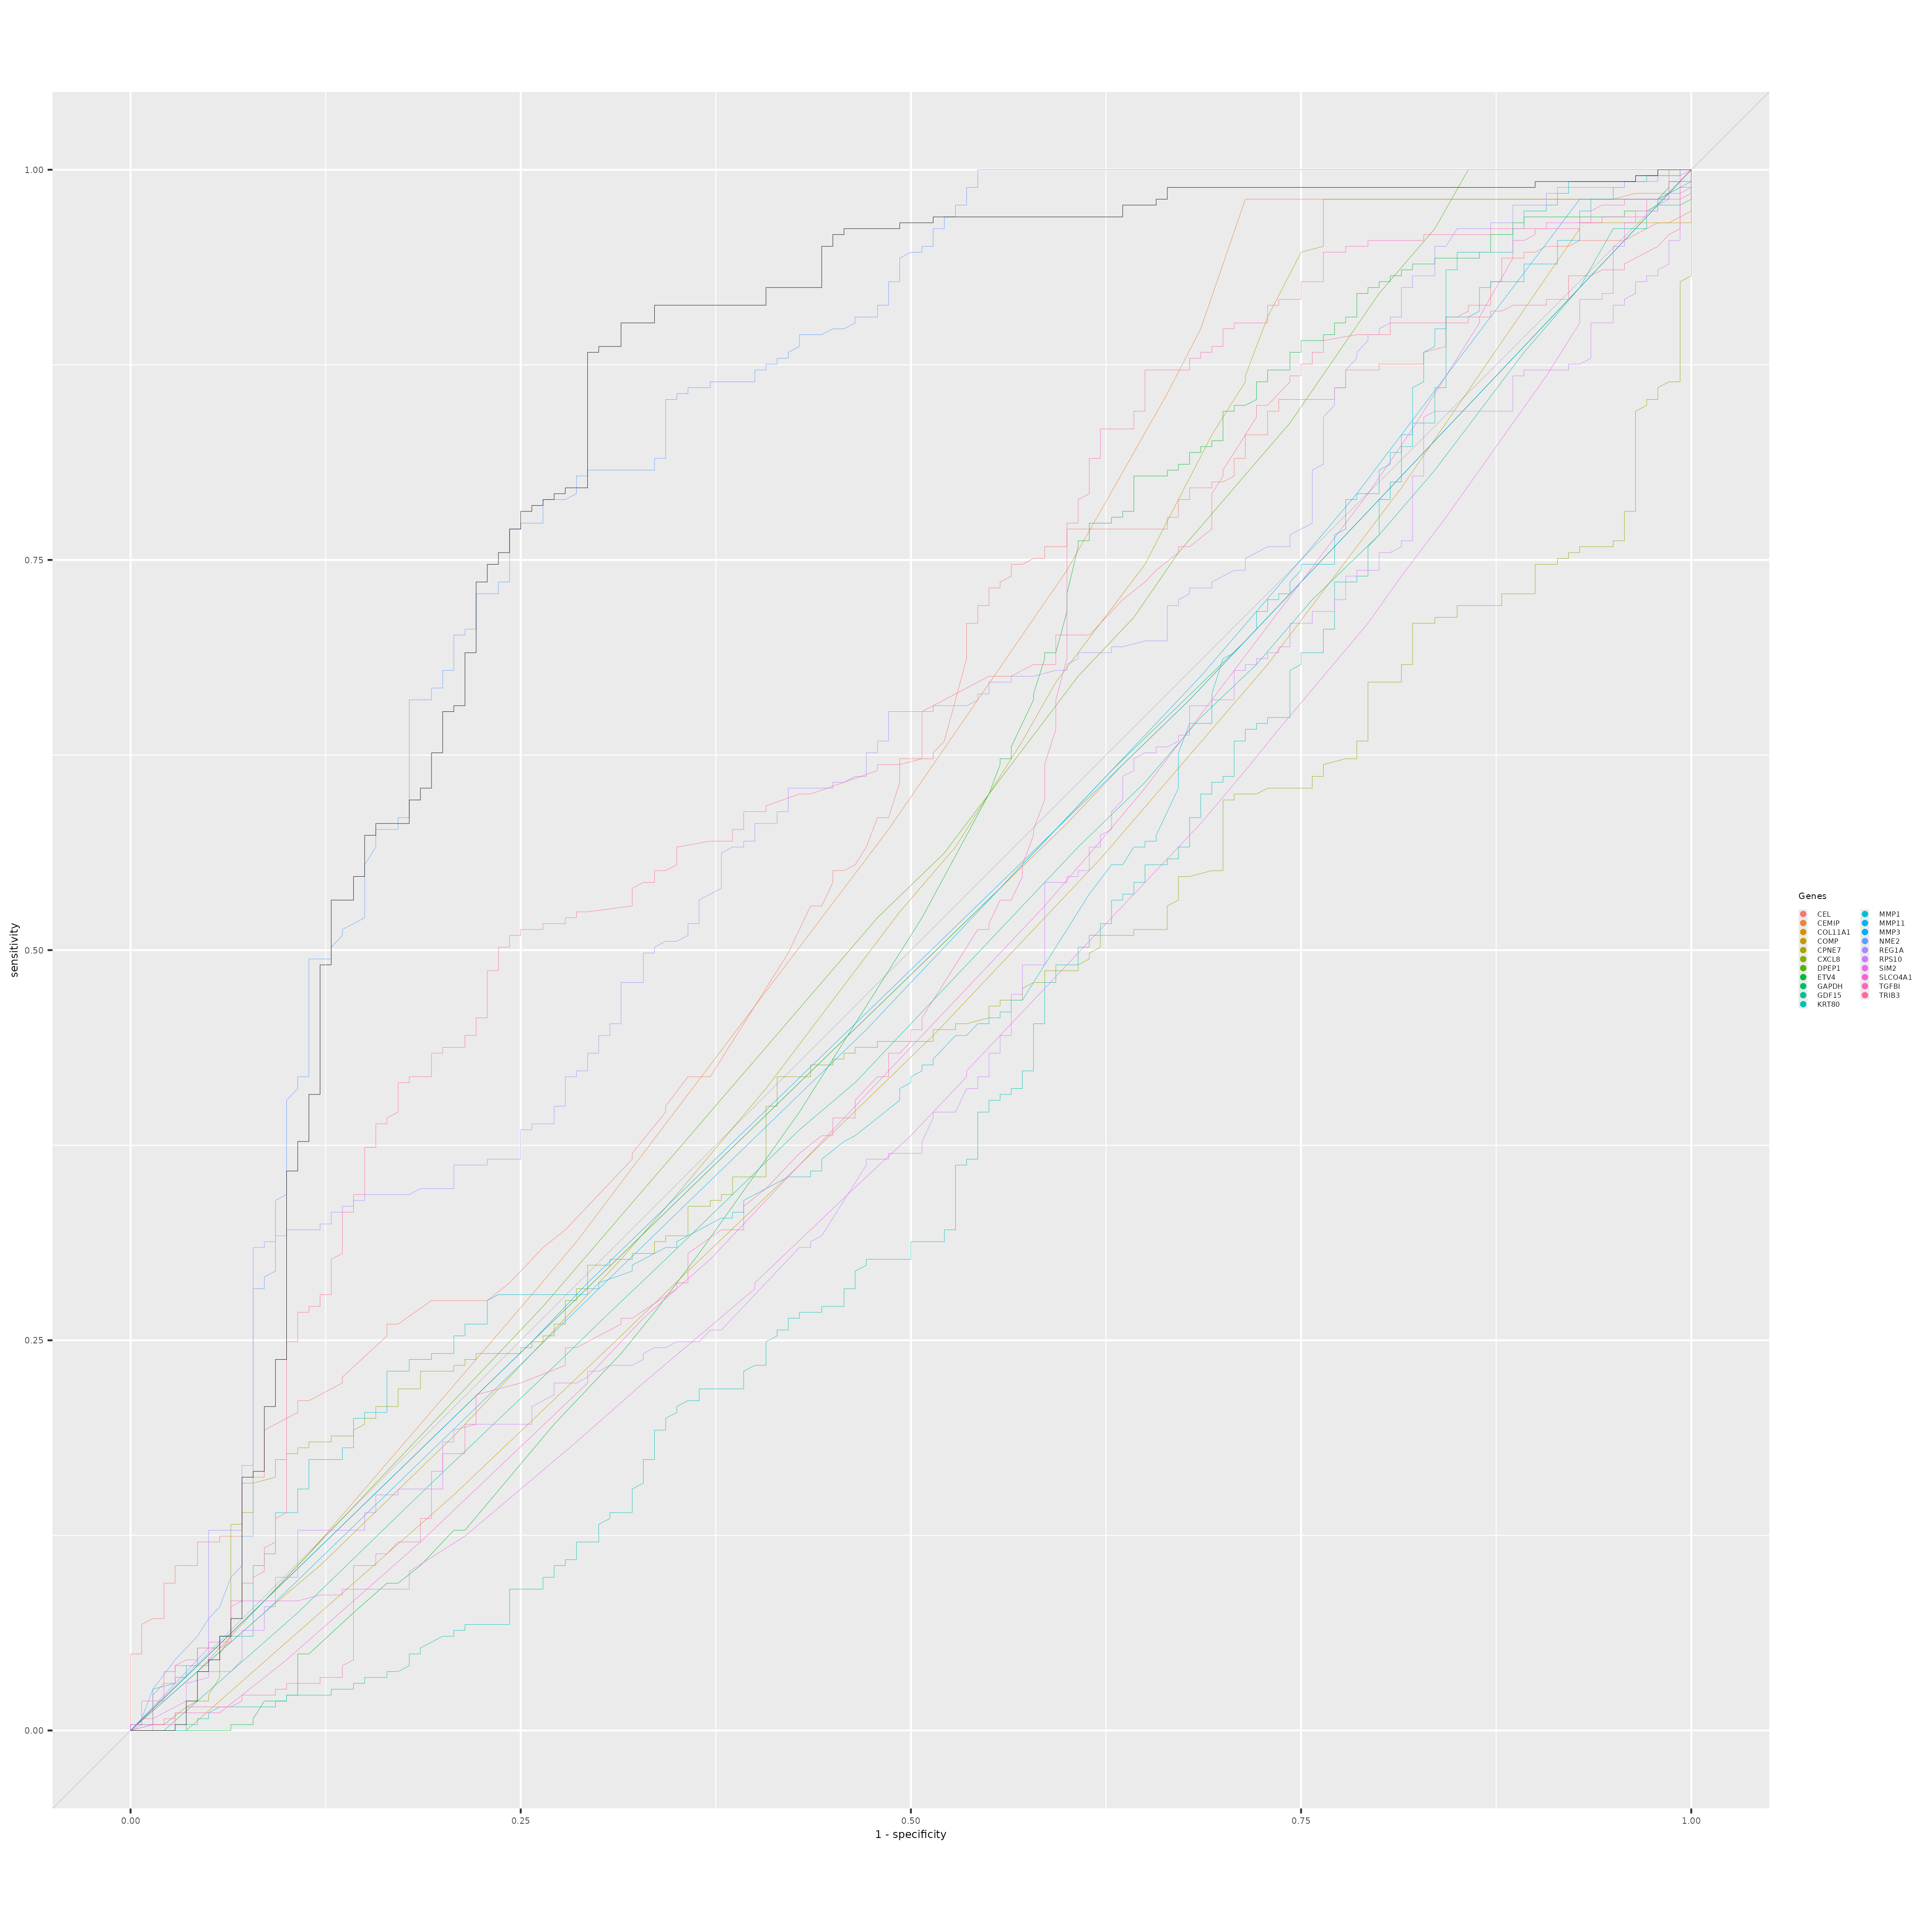 1.00
0.75
0.50
0.25
0.00
sensitivity
0.00 0.25 0.50 0.75 1.00
1 - specificity
Genes
CEL MMP1
CEMIP MMP11
COL11A1 MMP3
COMP NME2
CPNE7 REG1A
CXCL8 RPS10
DPEP1 SIM2
ETV4 SLCO4A1
GAPDH TGFBI
GDF15 TRIB3
KRT80